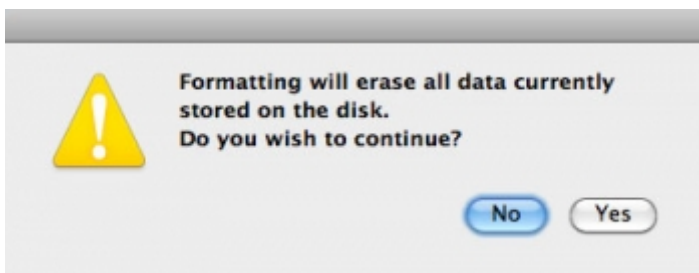 Formatting will erase all data currently
stored on the disk.
Do you wish to continue?
No Yes